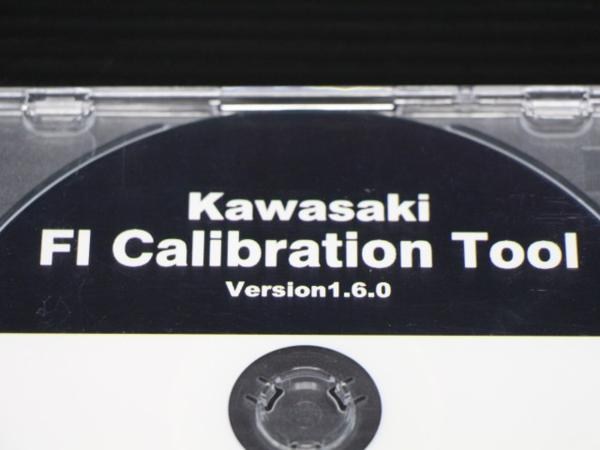 Kawasaki
FI Calibration Tool
Version1.6.0